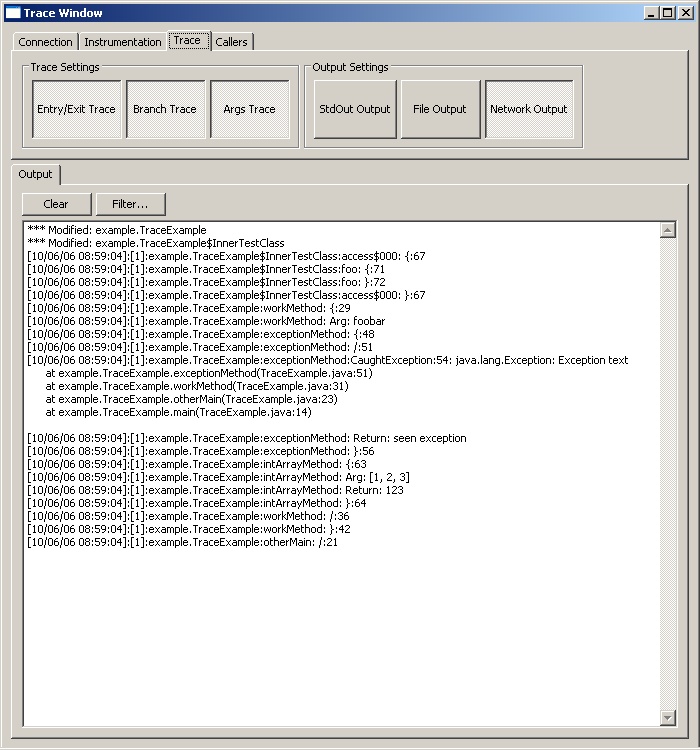 Trace Window
Connection Instrumentation Trace Callers
Trace Settings Output Settings
Entry/Exit Trace Branch Trace Args Trace StdOut Output File Output Network Output
Output
Clear Filter...
*** Modified: example.TraceExample
*** Modified: example.TraceExample$InnerTestClass
[10/06/06 08:59:04]:[1]:example.TraceExample$InnerTestClass:access$000: {:67
[10/06/06 08:59:04]:[1]:example.TraceExample$InnerTestClass:foo: {:71
[10/06/06 08:59:04]:[1]:example.TraceExample$InnerTestClass:foo: }:72
[10/06/06 08:59:04]:[1]:example.TraceExample$InnerTestClass:access$000: }:67
[10/06/06 08:59:04]:[1]:example.TraceExample:workMethod: {:29
[10/06/06 08:59:04]:[1]:example.TraceExample:workMethod: Arg: foobar
[10/06/06 08:59:04]:[1]:example.TraceExample:exceptionMethod: {:48
[10/06/06 08:59:04]:[1]:example.TraceExample:exceptionMethod: /:51
[10/06/06 08:59:04]:[1]:example.TraceExample:exceptionMethod:CaughtException:54: java.lang.Exception: Exception text
at example.TraceExample.exceptionMethod(TraceExample.java:51)
at example.TraceExample.workMethod(TraceExample.java:31)
at example.TraceExample.otherMain(TraceExample.java:23)
at example.TraceExample.main(TraceExample.java:14)
[10/06/06 08:59:04]:[1]:example.TraceExample:exceptionMethod: Return: seen exception
[10/06/06 08:59:04]:[1]:example.TraceExample:exceptionMethod: }:56
[10/06/06 08:59:04]:[1]:example.TraceExample:intArrayMethod: {:63
[10/06/06 08:59:04]:[1]:example.TraceExample:intArrayMethod: Arg: [1, 2, 3]
[10/06/06 08:59:04]:[1]:example.TraceExample:intArrayMethod: Return: 123
[10/06/06 08:59:04]:[1]:example.TraceExample:intArrayMethod: }:64
[10/06/06 08:59:04]:[1]:example.TraceExample:workMethod: /:36
[10/06/06 08:59:04]:[1]:example.TraceExample:workMethod: }:42
[10/06/06 08:59:04]:[1]:example.TraceExample:otherMain: /:21